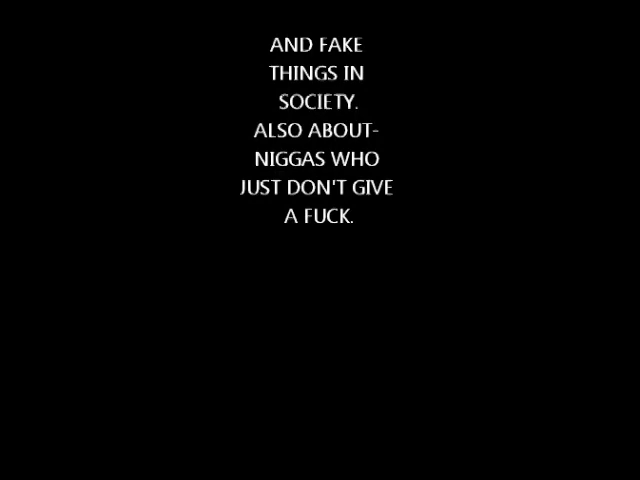 AND FAKE
THINGS IN
SOCIETY.
ALSO ABOUT-
NIGGAS WHO
JUST DON'T GIVE
A FUCK.